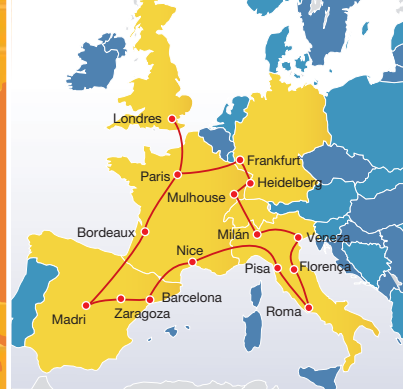 Londres
Frankfurt
Paris
Heidelberg
Mulhouse
Bordeaux
Milán
Veneza
Nice
Pisa
Florença
Barcelona
Madri
Zaragoza
Roma